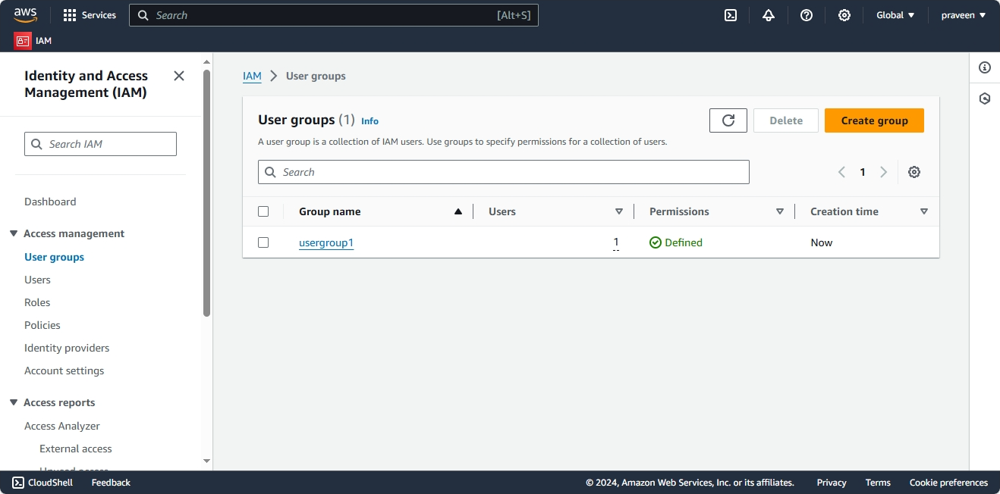 aws
Services
Search
[Alt+S]
Global
praveen
IAM
Identity and Access
Management (IAM)
Search IAM
Dashboard
Access management
User groups
Users
Roles
Policies
Identity providers
Account settings
Access reports
Access Analyzer
External access
IAM > User groups
User groups (1) Info
Delete
Create group
A user group is a collection of IAM users. Use groups to specify permissions for a collection of users.
Search
1
Group name Users Permissions Creation time
usergroup1 1 Defined Now
CloudShell Feedback © 2024, Amazon Web Services, Inc. or its affiliates. Privacy Terms Cookie preferences